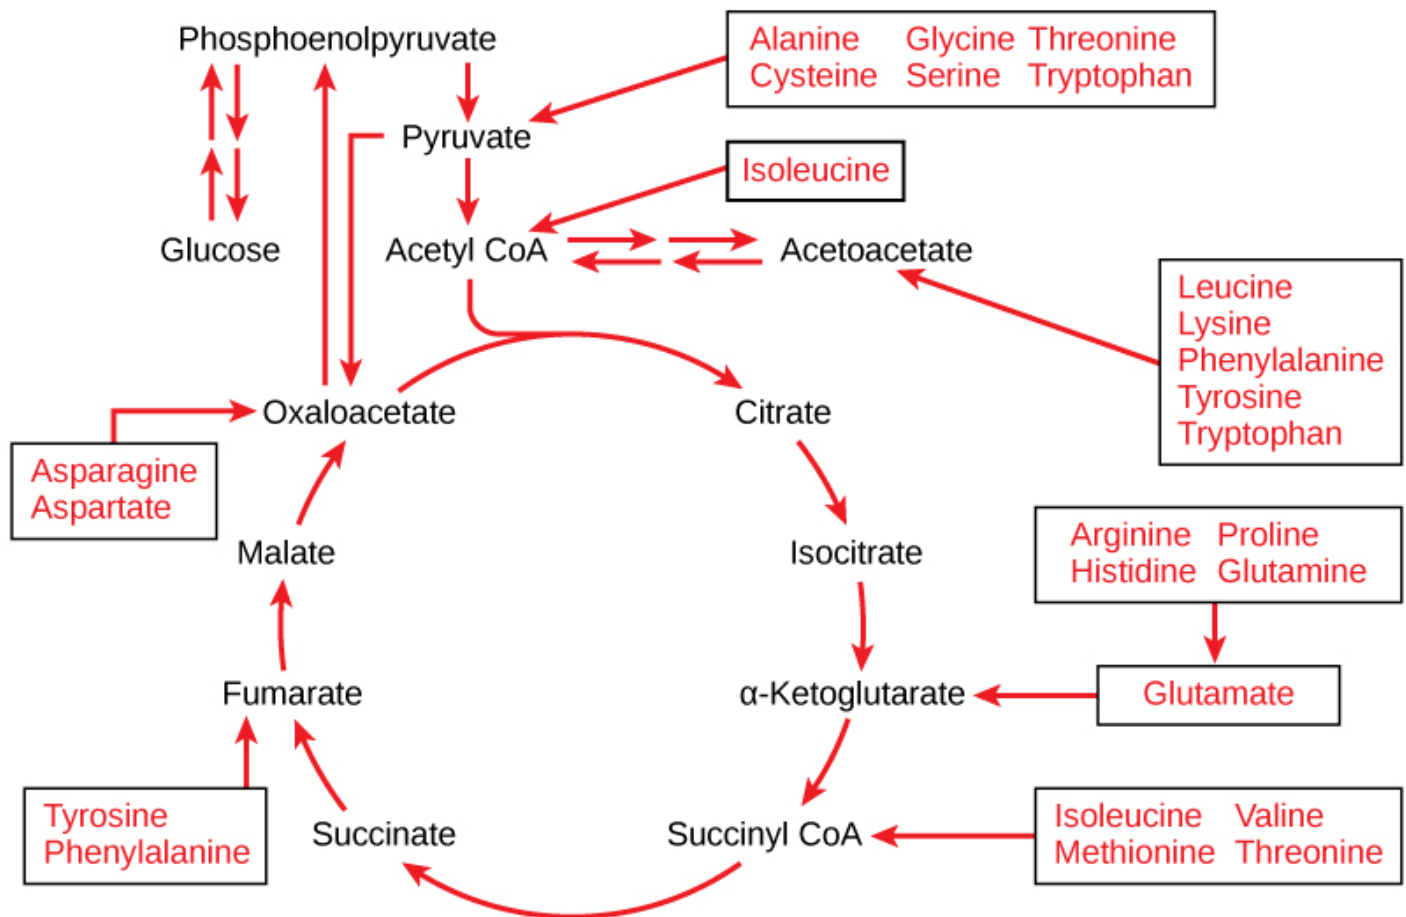 Phosphoenolpyruvate
Alanine Glycine Threonine
Cysteine Serine Tryptophan
Pyruvate
Isoleucine
Glucose
Acetyl CoA
Acetoacetate
Leucine
Lysine
Phenylalanine
Tyrosine
Tryptophan
Oxaloacetate
Citrate
Asparagine
Aspartate
Malate
Isocitrate
Arginine Proline
Histidine Glutamine
Fumarate
α-Ketoglutarate
Glutamate
Tyrosine
Phenylalanine
Succinate
Succinyl CoA
Isoleucine Valine
Methionine Threonine